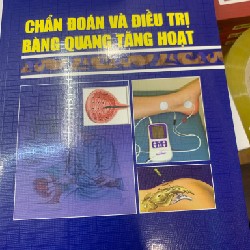 CHẨN ĐOÁN VÀ ĐIỀU TRỊ
BÀNG QUANG TĂNG HOẠT